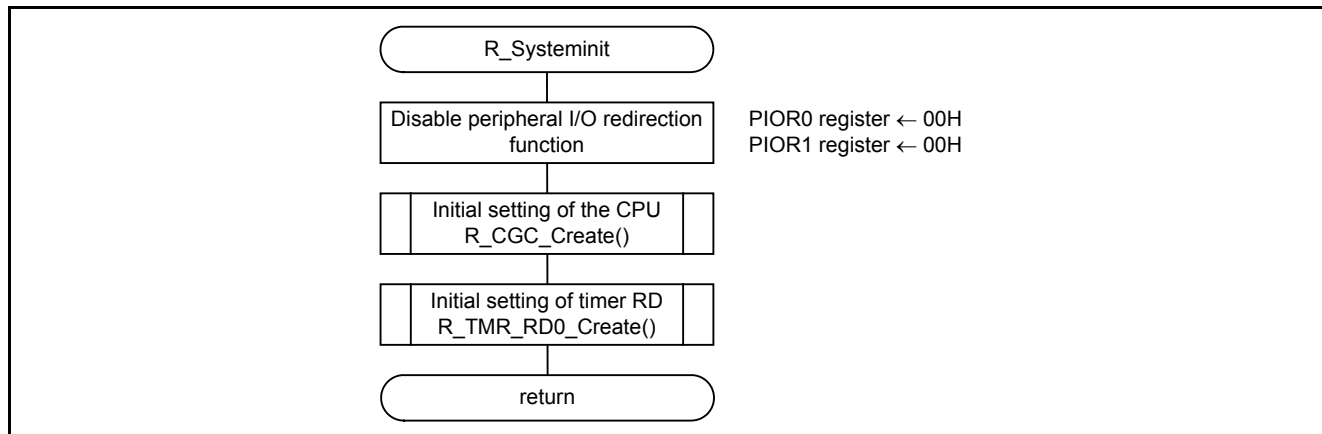 R_Systeminit
Disable peripheral I/O redirection
function
PIOR0 register ← 00H
PIOR1 register ← 00H
Initial setting of the CPU
R_CGC_Create()
Initial setting of timer RD
R_TMR_RD0_Create()
return